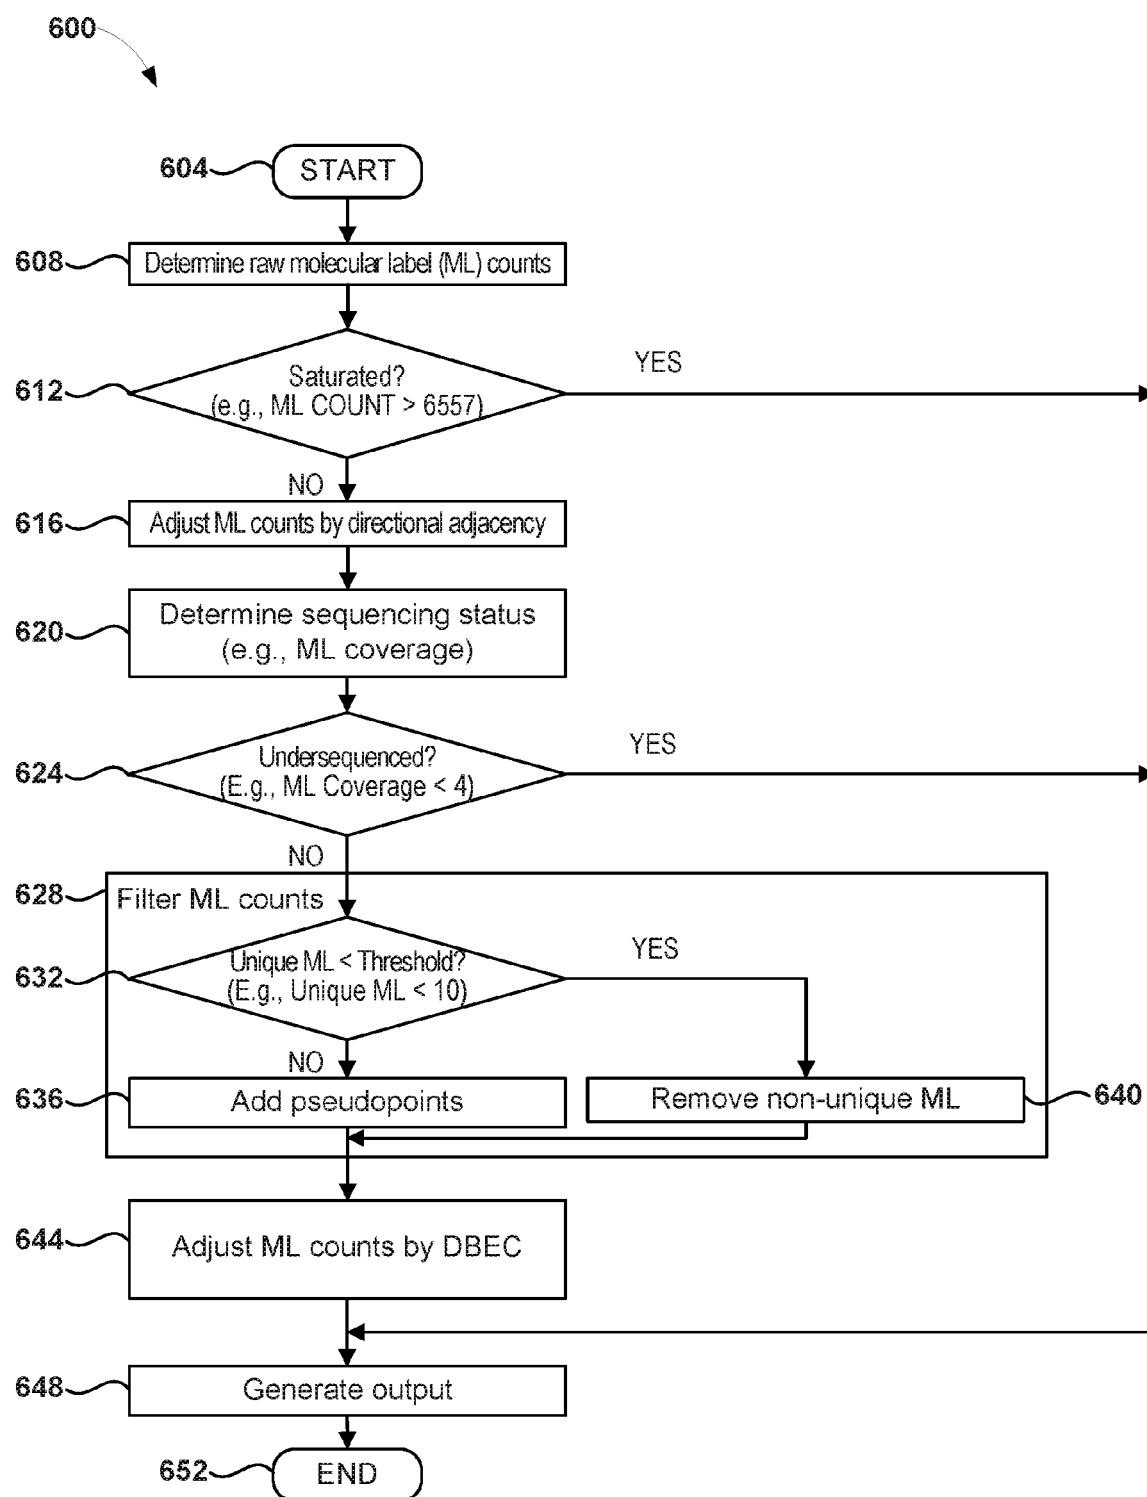 600
604
START
608
Determine raw molecular label (ML) counts
612
Saturated?
(e.g., ML COUNT > 6557)
YES
NO
616
Adjust ML counts by directional adjacency
620
Determine sequencing status
(e.g., ML coverage)
624
Undersequenced?
(E.g., ML Coverage < 4)
YES
NO
628
Filter ML counts
632
Unique ML < Threshold?
(E.g., Unique ML < 10)
YES
NO
636
Add pseudopoints
Remove non-unique ML
640
644
Adjust ML counts by DBEC
648
Generate output
652
END